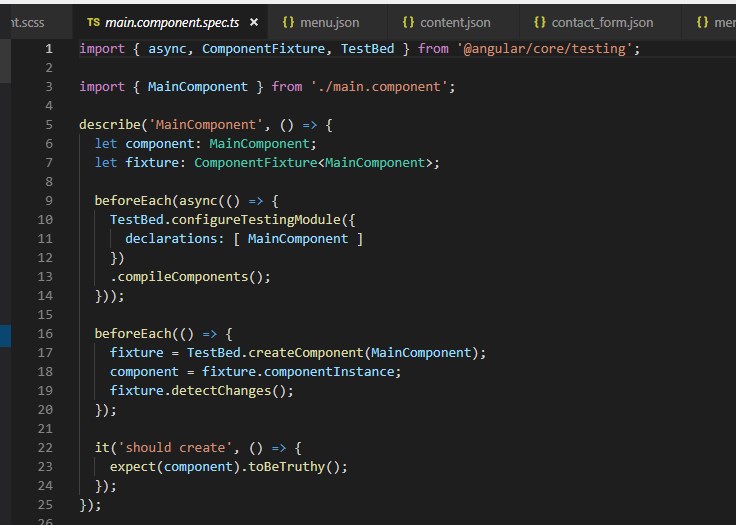 nt.scss TS main.component.spec.ts × {} menu.json {} content.json {} contact_form.json {} mer
1 import { async, ComponentFixture, TestBed } from '@angular/core/testing';
2
3 import { MainComponent } from './main.component';
4
5 describe('MainComponent', () => {
6   let component: MainComponent;
7   let fixture: ComponentFixture<MainComponent>;
8
9   beforeEach(async(() => {
10     TestBed.configureTestingModule({
11       declarations: [ MainComponent ]
12     })
13     .compileComponents();
14   }));
15
16   beforeEach(() => {
17     fixture = TestBed.createComponent(MainComponent);
18     component = fixture.componentInstance;
19     fixture.detectChanges();
20   });
21
22   it('should create', () => {
23     expect(component).toBeTruthy();
24   });
25 });
26